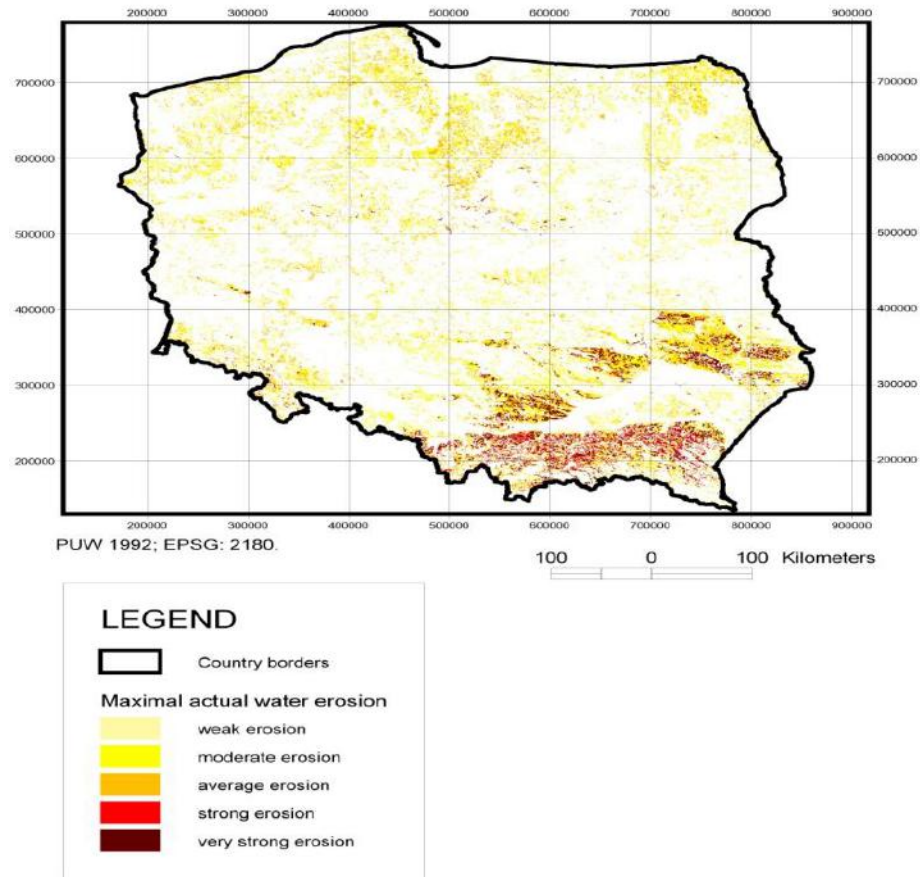 200000 300000 400000 500000 600000 700000 800000 900000
700000 700000
600000 600000
500000 500000
400000 400000
300000 300000
200000 200000
200000 300000 400000 500000 600000 700000 800000 900000
PUW 1992; EPSG: 2180.
100 0 100 Kilometers
LEGEND
Country borders
Maximal actual water erosion
weak erosion
moderate erosion
average erosion
strong erosion
very strong erosion